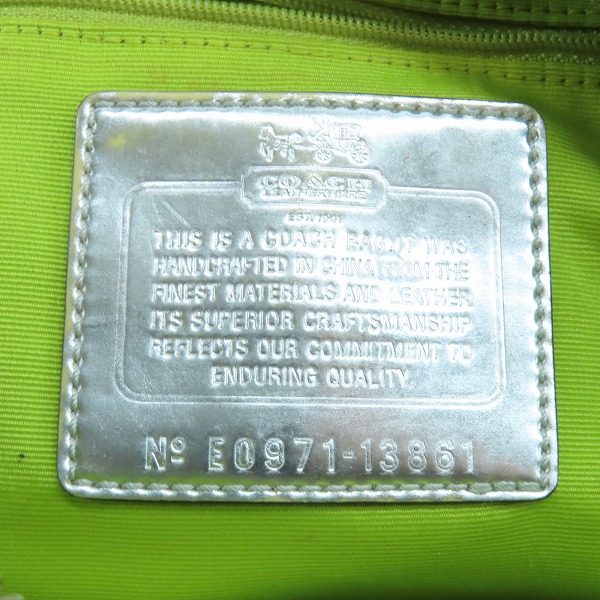 COACH
LEATHERWARE
EST. 1941
THIS IS A COACH BAG.IT WAS
HANDCRAFTED IN CHINA FROM THE
FINEST MATERIALS AND LEATHER.
ITS SUPERIOR CRAFTSMANSHIP
REFLECTS OUR COMMITMENT TO
ENDURING QUALITY.
Nº E0971-13861